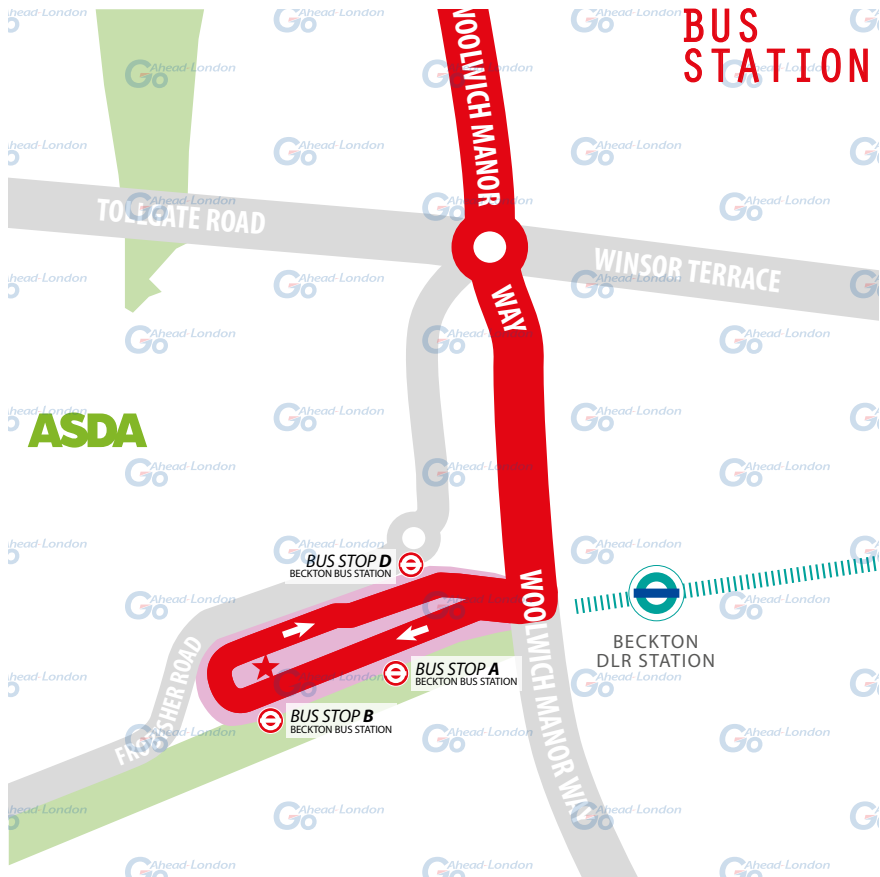 BUS
STATION
WOOLWICH MANOR
TOLLGATE ROAD
WINSOR TERRACE
WAY
ASDA
BUS STOP D
BECKTON BUS STATION
WOOLWICH MANOR WAY
BECKTON
DLR STATION
FROBISHER ROAD
BUS STOP A
BECKTON BUS STATION
BUS STOP B
BECKTON BUS STATION
Go Ahead-London